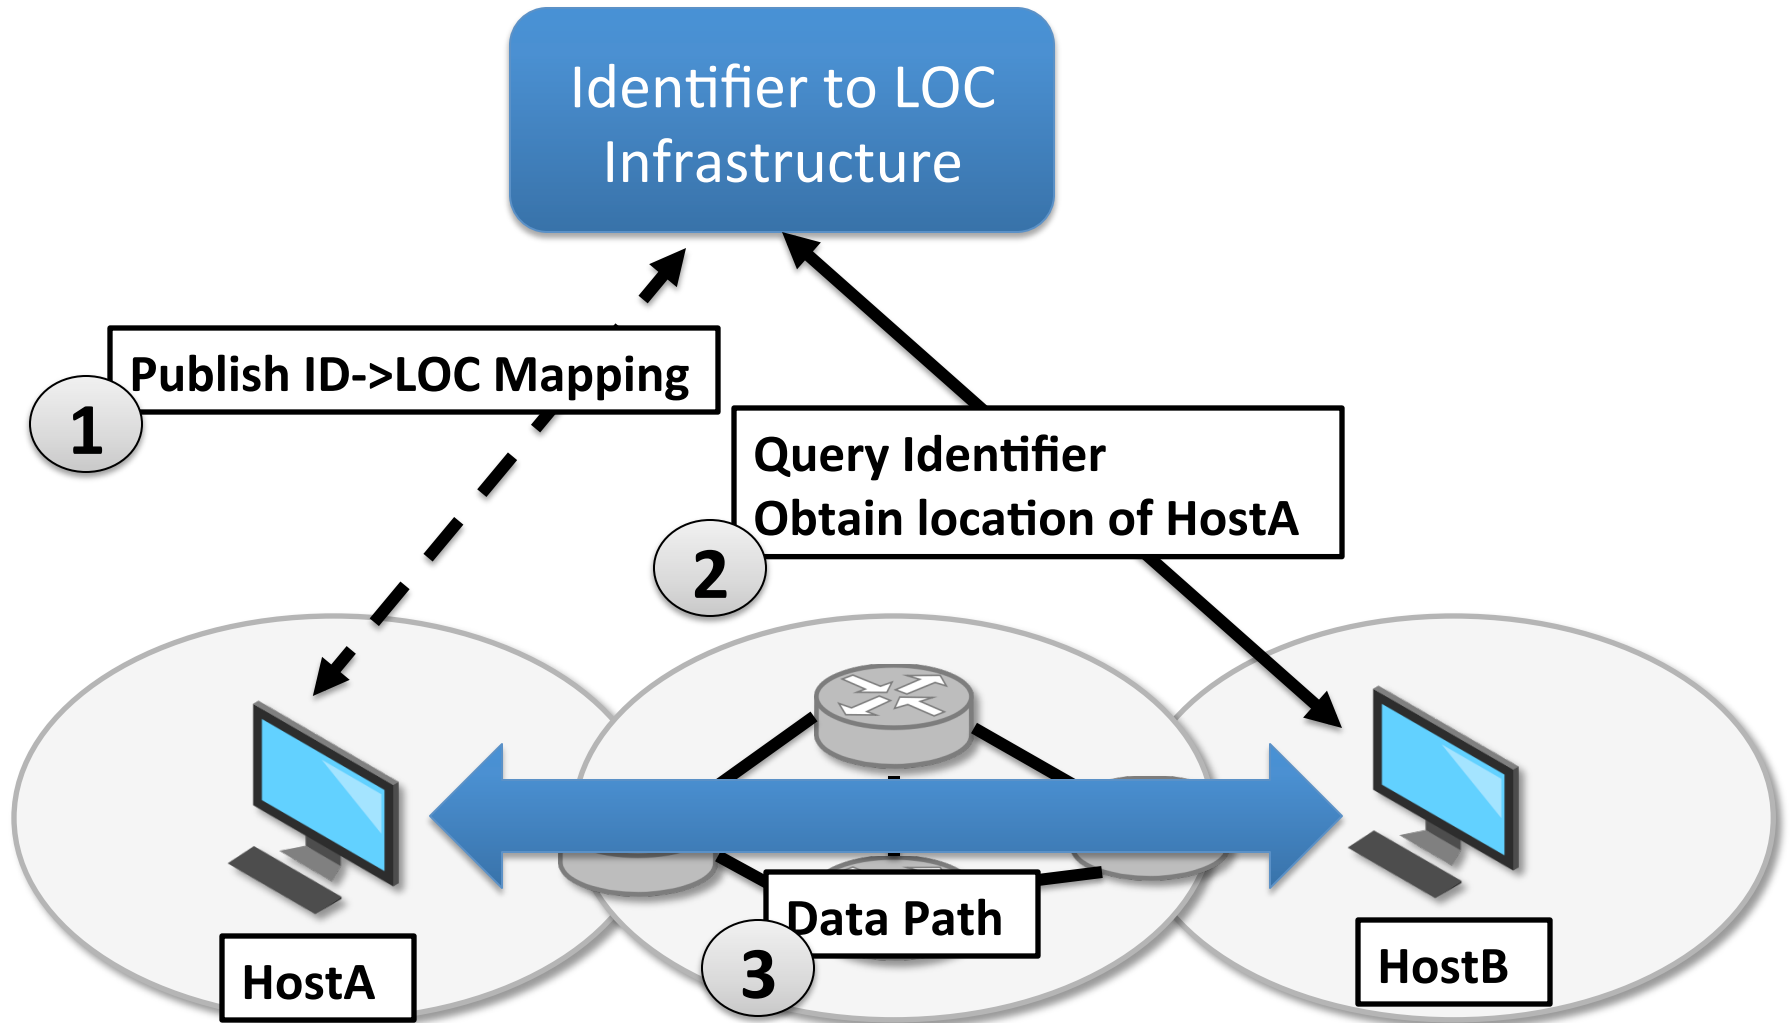 Identifier to LOC
Infrastructure
Publish ID->LOC Mapping
1
Query Identifier
Obtain location of HostA
2
Data Path
3
HostA
HostB